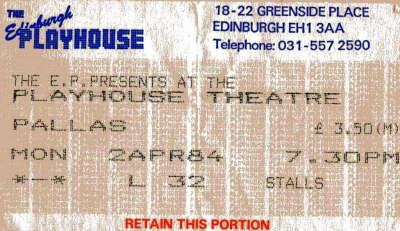 THE
Edinburgh
PLAYHOUSE
18-22 GREENSIDE PLACE
EDINBURGH EH1 3AA
Telephone: 031-557 2590
THE E.R.PRESENTS AT THE
PLAYHOUSE THEATRE
PALLAS £ 3.50(M)
MON 2APR84 7.30PM
*-* L 32 STALLS
RETAIN THIS PORTION